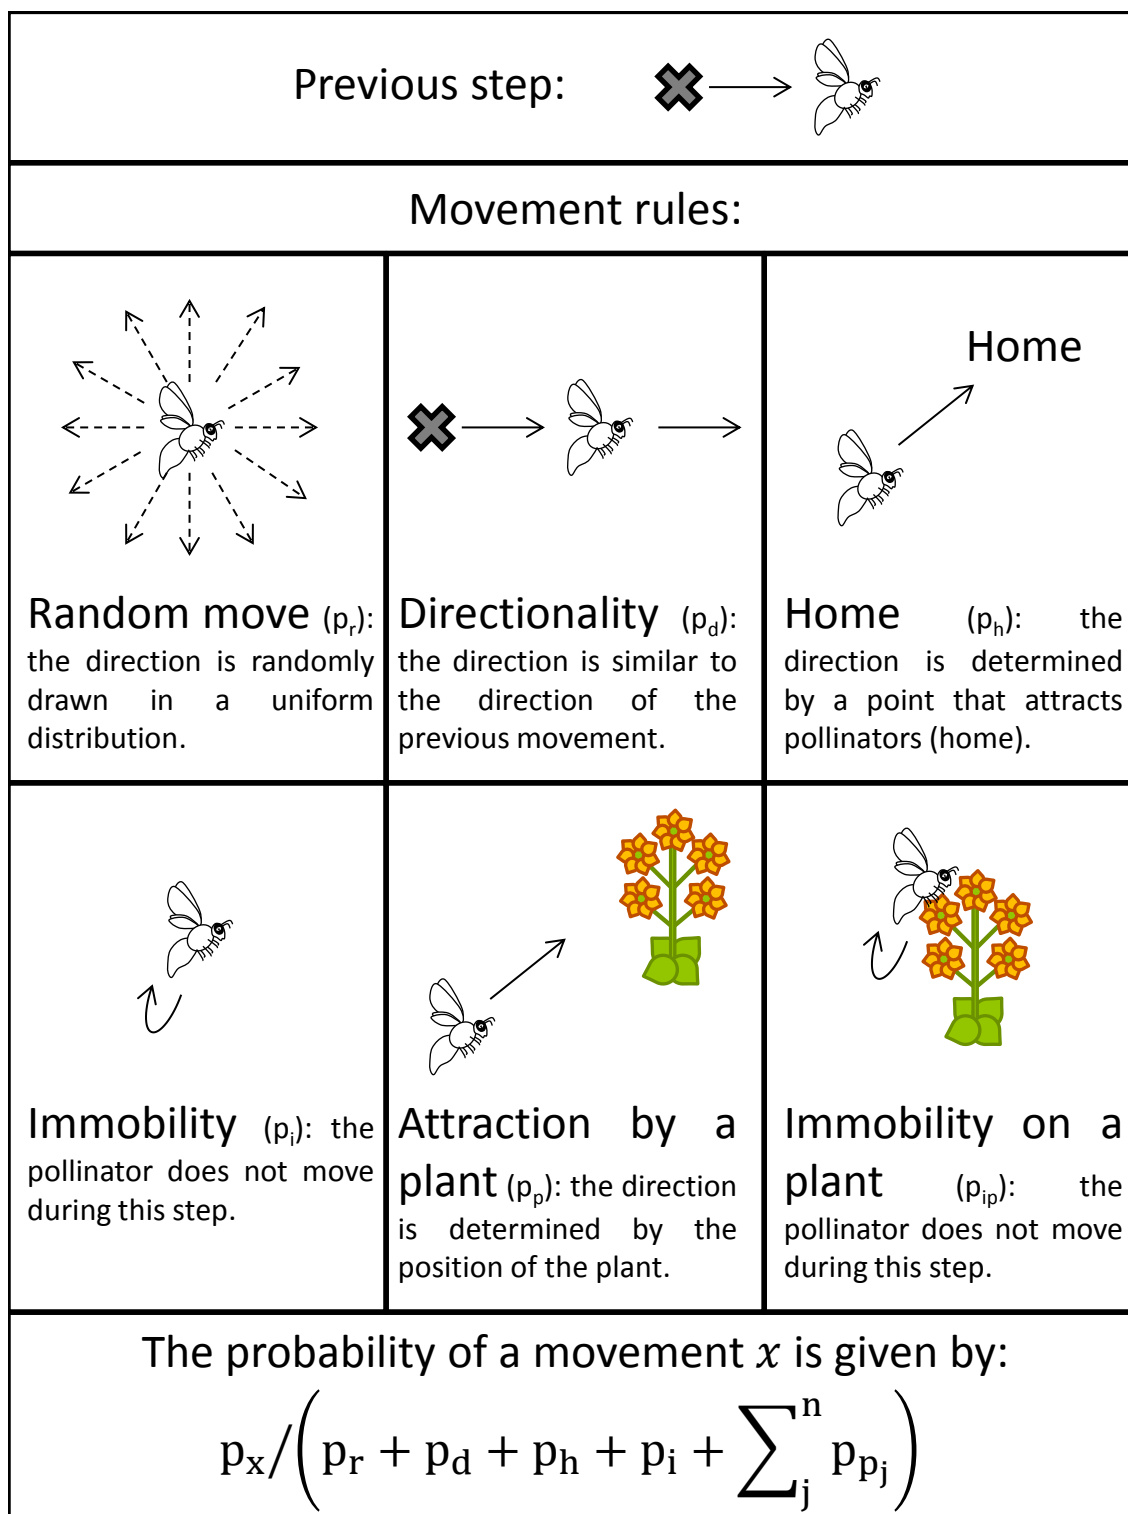 Previous step:
Movement rules:
Home
Random move (pᵣ):
the direction is randomly
drawn in a uniform
distribution.
Directionality (p_d):
the direction is similar to
the direction of the
previous movement.
Home (pₕ): the
direction is determined
by a point that attracts
pollinators (home).
Immobility (pᵢ): the
pollinator does not move
during this step.
Attraction by a
plant (pₚ): the direction
is determined by the
position of the plant.
Immobility on a
plant (pᵢₚ): the
pollinator does not move
during this step.
The probability of a movement x is given by:
pₓ/(pᵣ + p_d + pₕ + pᵢ + ∑ⱼⁿ p_{pⱼ})